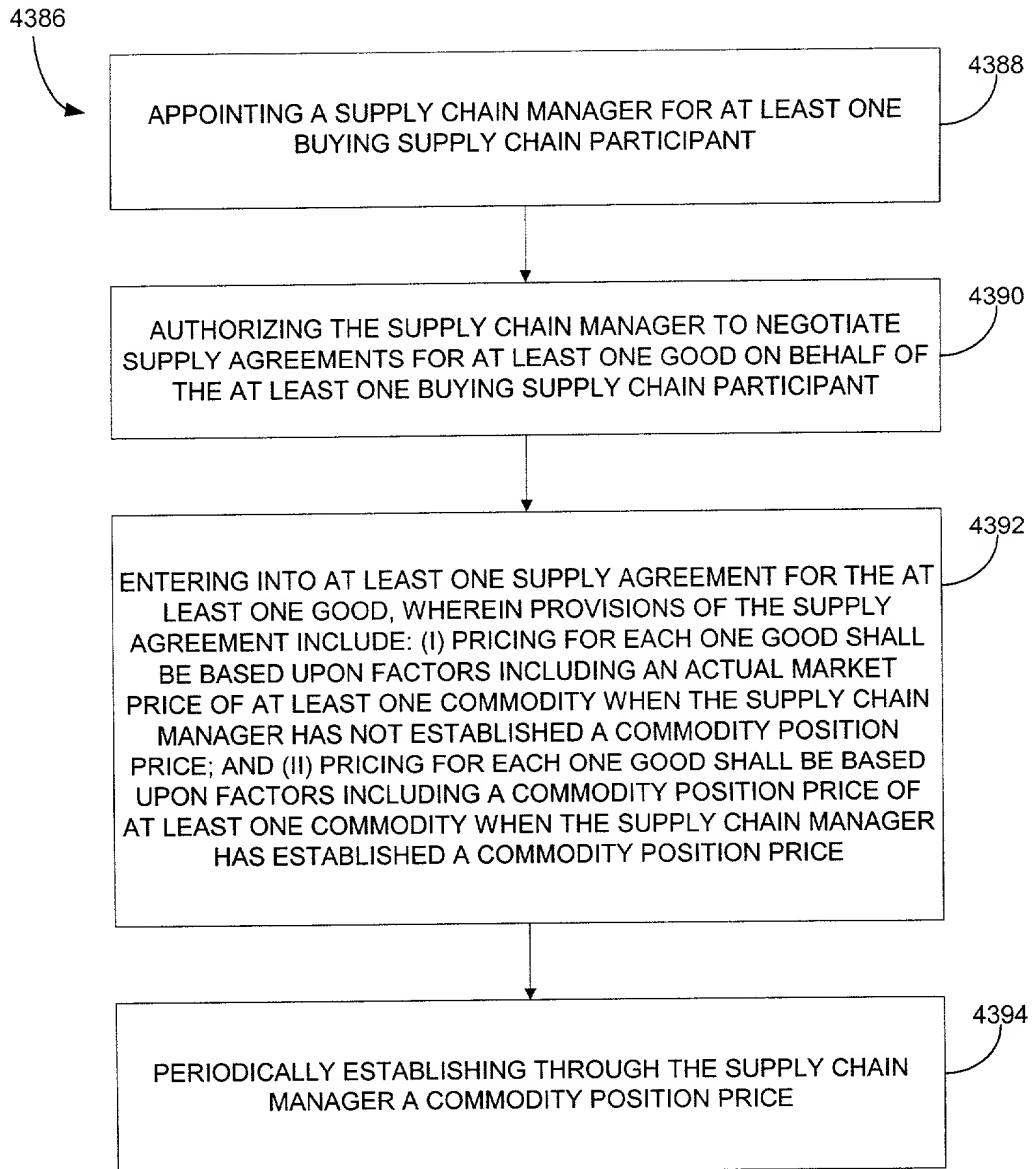 4386
4388
APPOINTING A SUPPLY CHAIN MANAGER FOR AT LEAST ONE
BUYING SUPPLY CHAIN PARTICIPANT
4390
AUTHORIZING THE SUPPLY CHAIN MANAGER TO NEGOTIATE
SUPPLY AGREEMENTS FOR AT LEAST ONE GOOD ON BEHALF OF
THE AT LEAST ONE BUYING SUPPLY CHAIN PARTICIPANT
4392
ENTERING INTO AT LEAST ONE SUPPLY AGREEMENT FOR THE AT
LEAST ONE GOOD, WHEREIN PROVISIONS OF THE SUPPLY
AGREEMENT INCLUDE: (I) PRICING FOR EACH ONE GOOD SHALL
BE BASED UPON FACTORS INCLUDING AN ACTUAL MARKET
PRICE OF AT LEAST ONE COMMODITY WHEN THE SUPPLY CHAIN
MANAGER HAS NOT ESTABLISHED A COMMODITY POSITION
PRICE; AND (II) PRICING FOR EACH ONE GOOD SHALL BE BASED
UPON FACTORS INCLUDING A COMMODITY POSITION PRICE OF
AT LEAST ONE COMMODITY WHEN THE SUPPLY CHAIN MANAGER
HAS ESTABLISHED A COMMODITY POSITION PRICE
4394
PERIODICALLY ESTABLISHING THROUGH THE SUPPLY CHAIN
MANAGER A COMMODITY POSITION PRICE